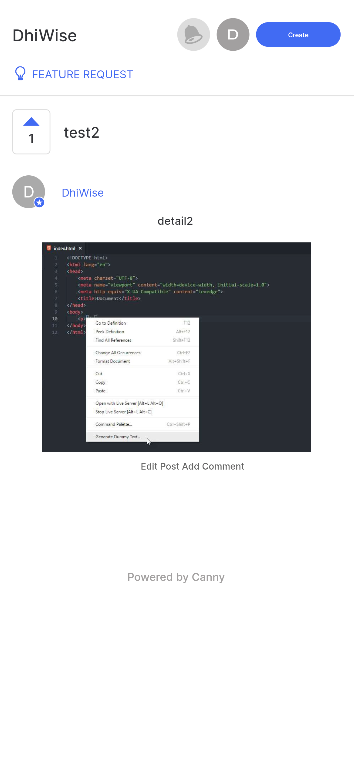 DhiWise
D
Create
FEATURE REQUEST
1
test2
D
DhiWise
detail2
index.html ×
1 <!DOCTYPE html>
2 <html lang="en">
3 <head>
4 <meta charset="UTF-8">
5 <meta name="viewport" content="width=device-width, initial-scale=1.0">
6 <meta http-equiv="X-UA-Compatible" content="ie=edge">
7 <title>Document</title>
8 </head>
9 <body>
10
11 </body>
12 </html>
Go to Definition F12
Peek Definition Alt+F12
Find All References Shift+F12
Change All Occurrences Ctrl+F2
Format Document Alt+Shift+F
Cut Ctrl+X
Copy Ctrl+C
Paste Ctrl+V
Open with Live Server [Alt+L Alt+O]
Stop Live Server [Alt+L Alt+C]
Command Palette... Ctrl+Shift+P
Generate Dummy Text
Edit Post Add Comment
Powered by Canny